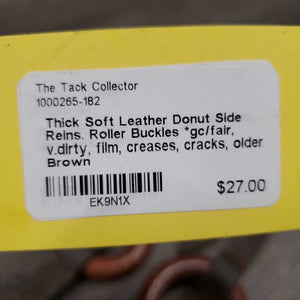 The Tack Collector
1000265-182
Thick Soft Leather Donut Side
Reins. Roller Buckles *gc/fair,
v.dirty, film, creases, cracks, older
Brown
$27.00
EK9N1X